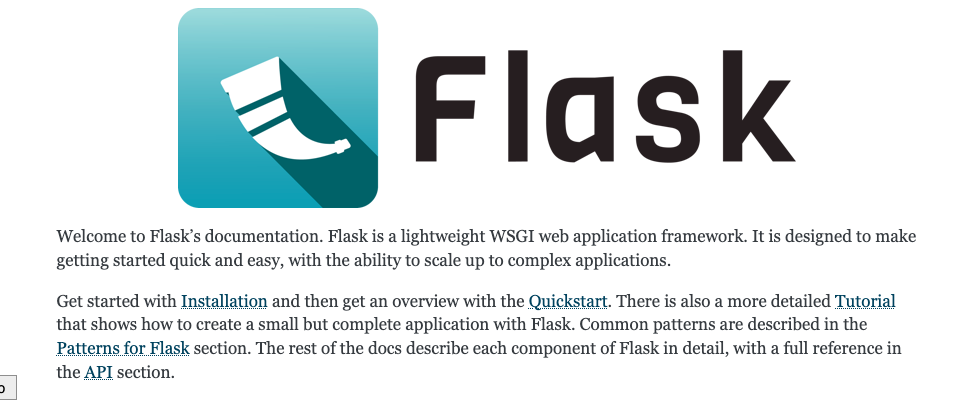 Flask
Welcome to Flask’s documentation. Flask is a lightweight WSGI web application framework. It is designed to make
getting started quick and easy, with the ability to scale up to complex applications.
Get started with Installation and then get an overview with the Quickstart. There is also a more detailed Tutorial
that shows how to create a small but complete application with Flask. Common patterns are described in the
Patterns for Flask section. The rest of the docs describe each component of Flask in detail, with a full reference in
the API section.